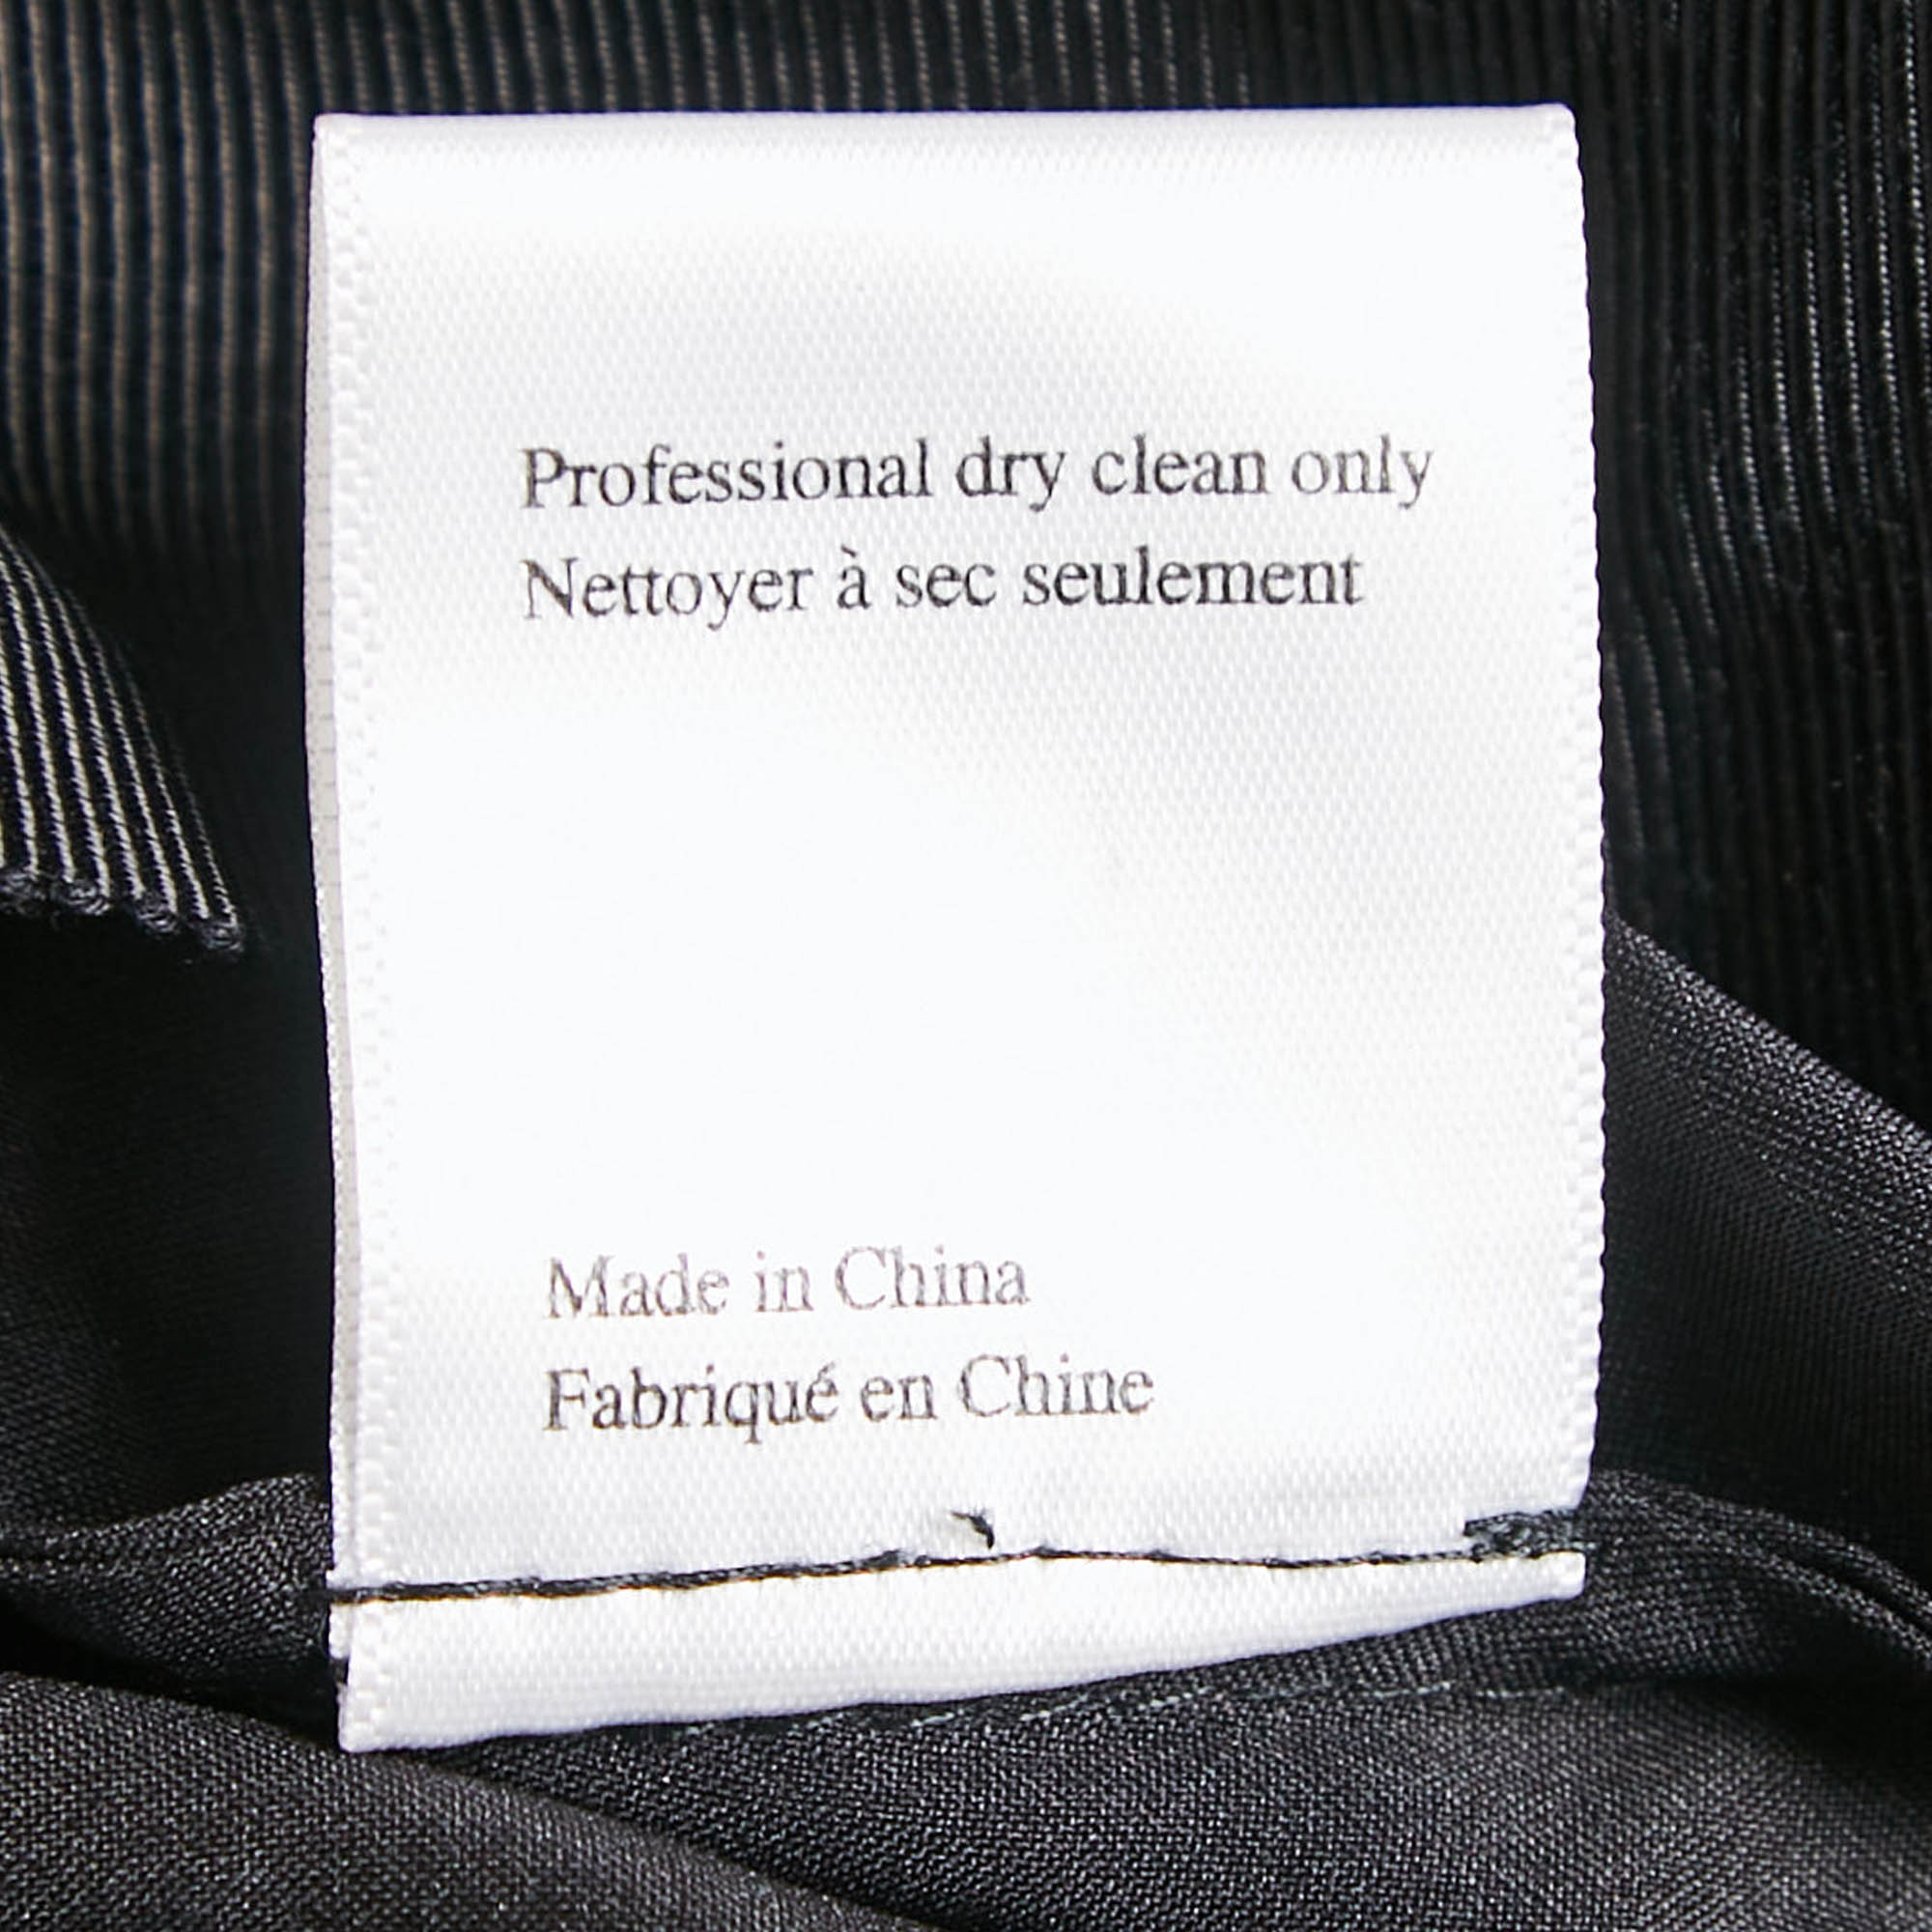 Professional dry clean only
Nettoyer à sec seulement
Made in China
Fabriqué en Chine